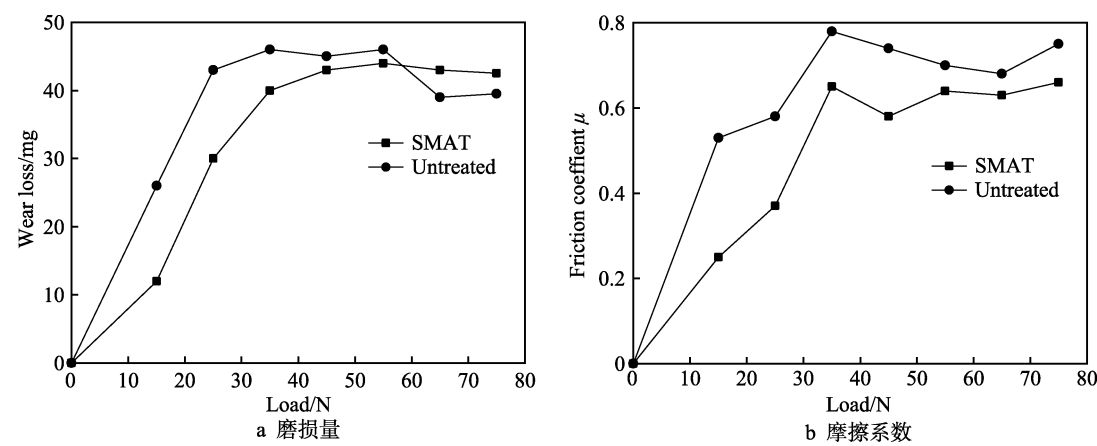 50
40
30
20
10
0
Wear loss/mg
SMAT
Untreated
0 10 20 30 40 50 60 70 80
Load/N
a 磨损量
0.8
0.6
0.4
0.2
0
Friction coeffient μ
SMAT
Untreated
0 10 20 30 40 50 60 70 80
Load/N
b 摩擦系数